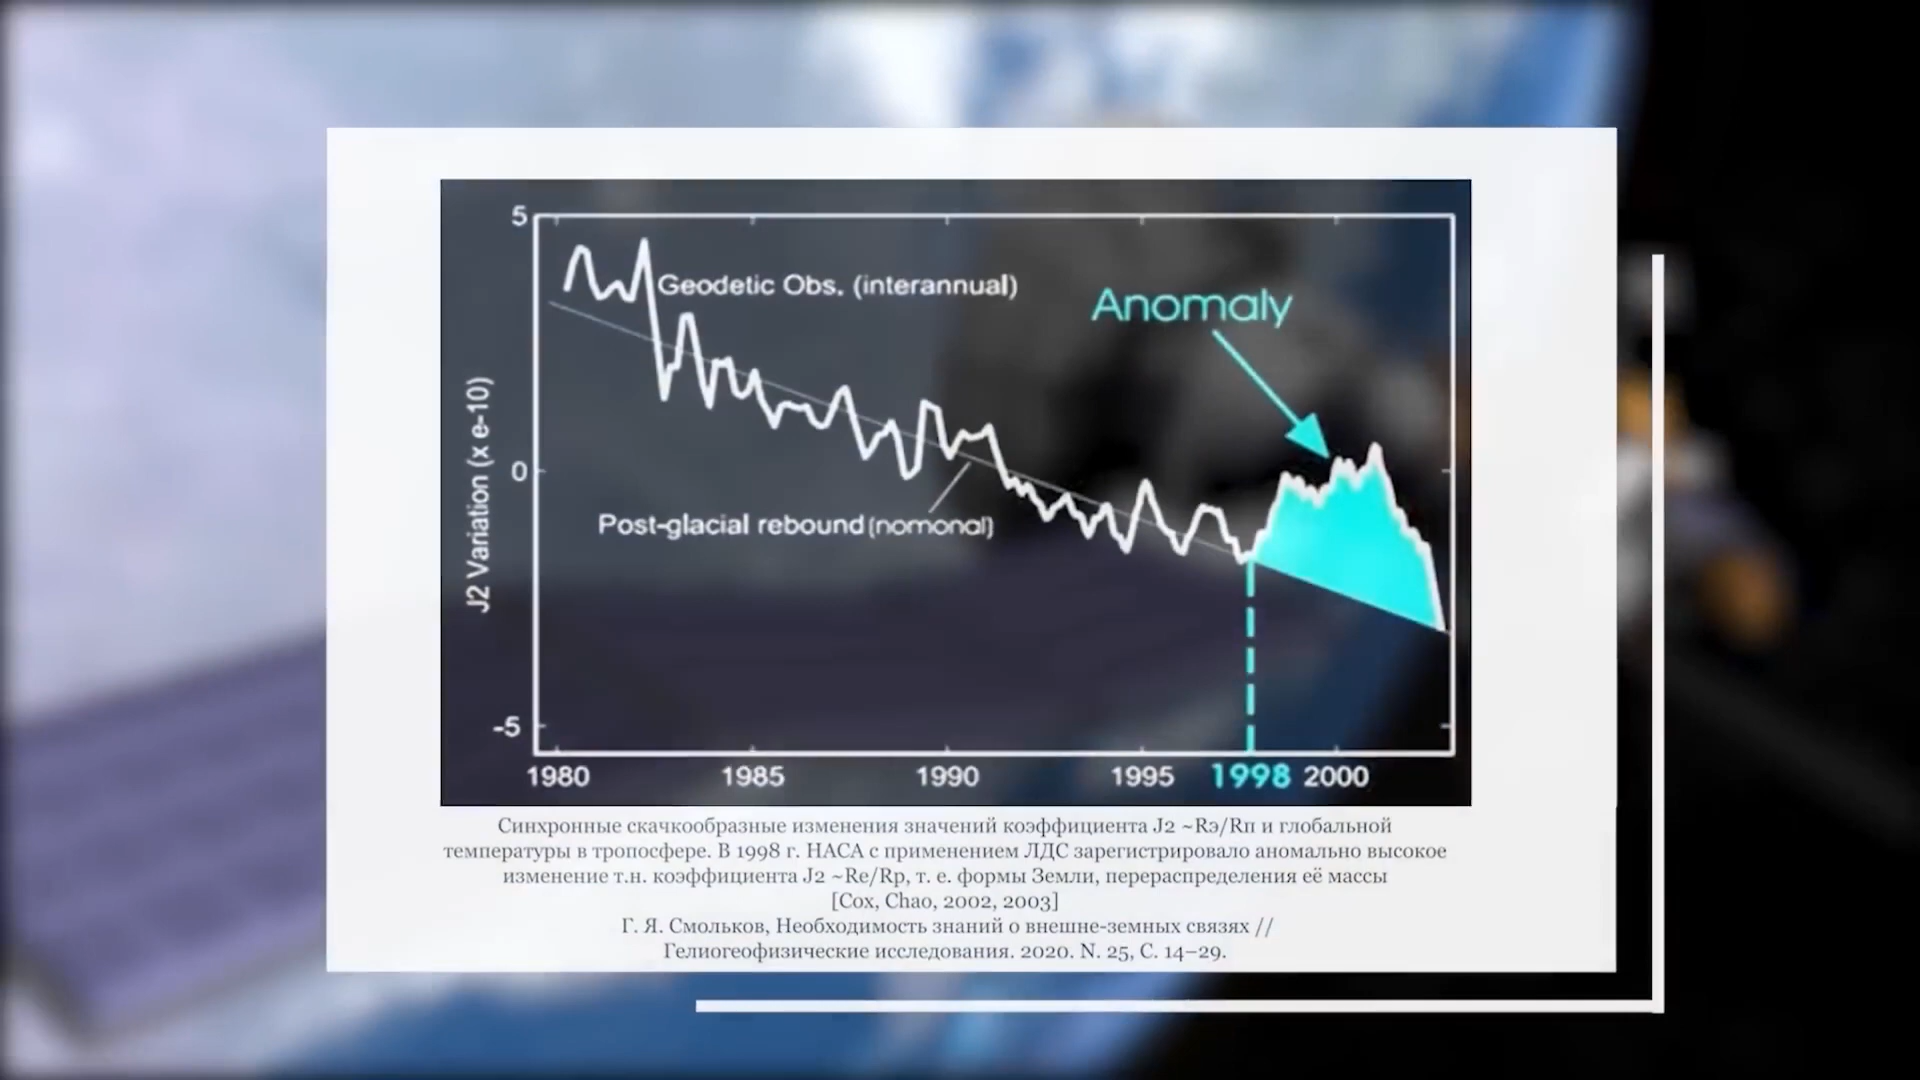 5
Geodetic Obs. (interannual)
Anomaly
J2 Variation (x e-10)
0
Post-glacial rebound (nomonal)
-5
1980 1985 1990 1995 1998 2000
Синхронные скачкообразные изменения значений коэффициента J2 ~Rэ/Rп и глобальной
температуры в тропосфере. В 1998 г. НАСА с применением ЛДС зарегистрировало аномально высокое
изменение т.н. коэффициента J2 ~Re/Rp, т. е. формы Земли, перераспределения её массы
[Cox, Chao, 2002, 2003]
Г. Я. Смольков, Необходимость знаний о внешне-земных связях //
Гелиогеофизические исследования. 2020. N. 25, С. 14–29.